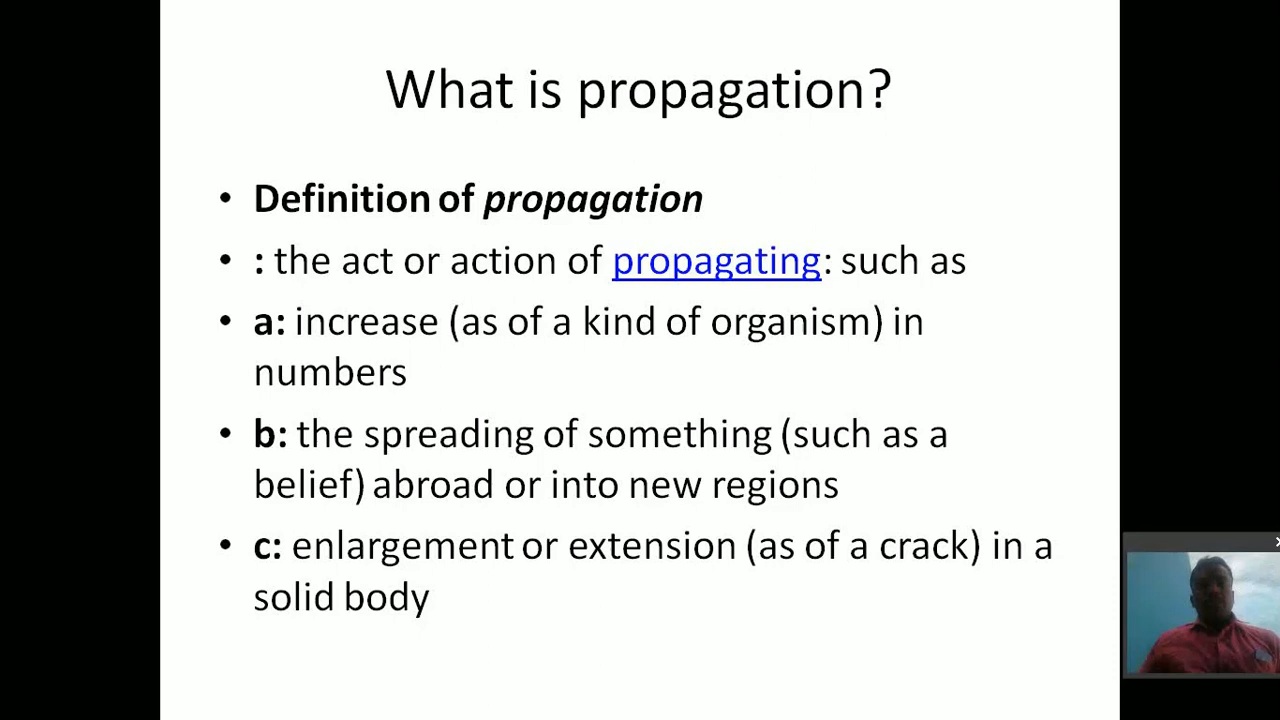 What is propagation?
• Definition of propagation
• : the act or action of propagating: such as
• a: increase (as of a kind of organism) in
numbers
• b: the spreading of something (such as a
belief) abroad or into new regions
• c: enlargement or extension (as of a crack) in a
solid body